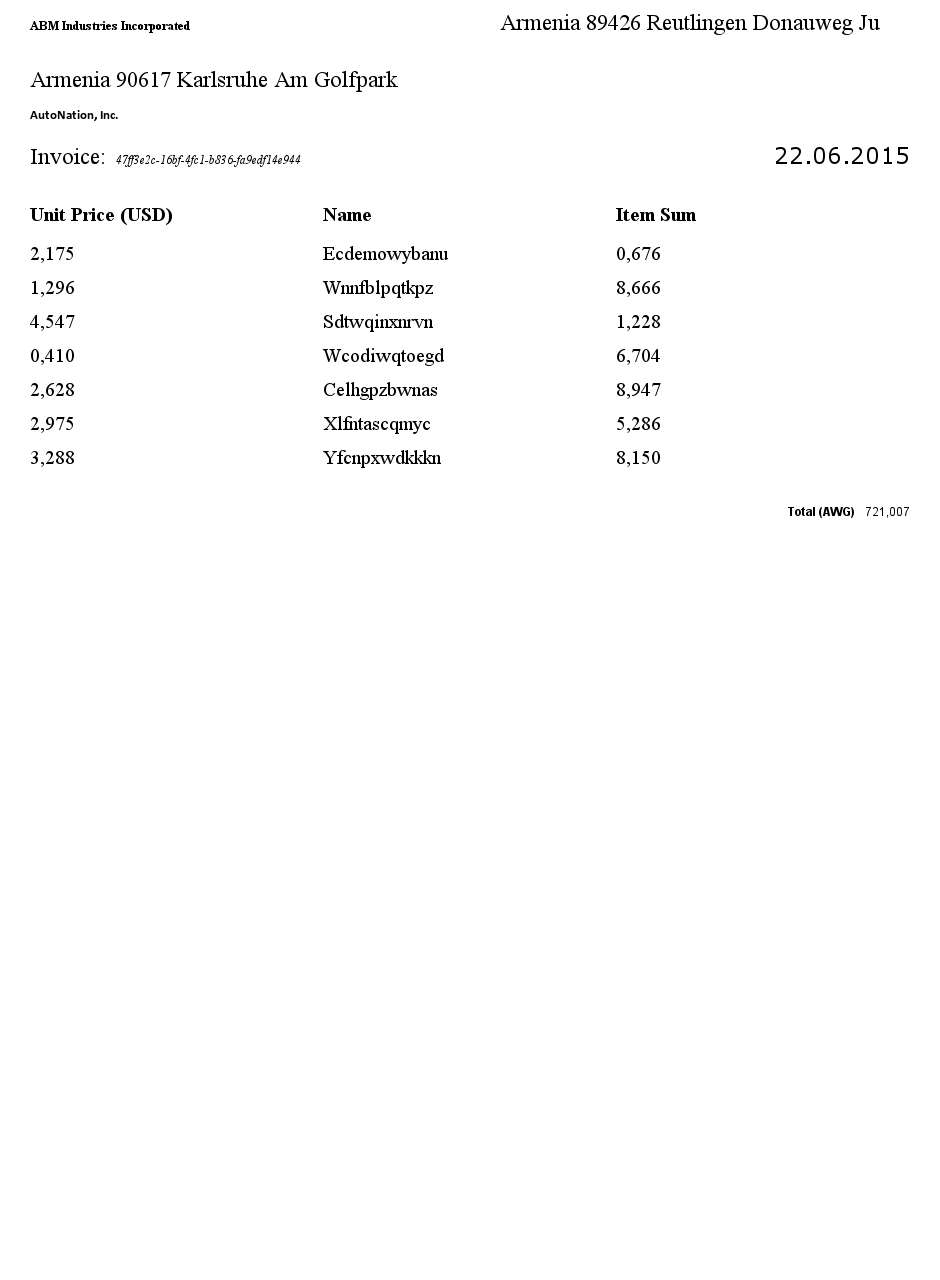 ABM Industries Incorporated Armenia 89426 Reutlingen Donauweg Ju
Armenia 90617 Karlsruhe Am Golfpark
AutoNation, Inc.
Invoice: 47ff3e2c-16bf-4fc1-b836-fa9edf14e944 22.06.2015
Unit Price (USD) Name Item Sum
2,175 Ecdemowybanu 0,676
1,296 Wnnfblpqtkpz 8,666
4,547 Sdtwqinxnrvn 1,228
0,410 Wcodiwqtoegd 6,704
2,628 Celhgpzbwnas 8,947
2,975 Xlfntascqmyc 5,286
3,288 Yfcnpxwdkkkn 8,150
Total (AWG) 721,007